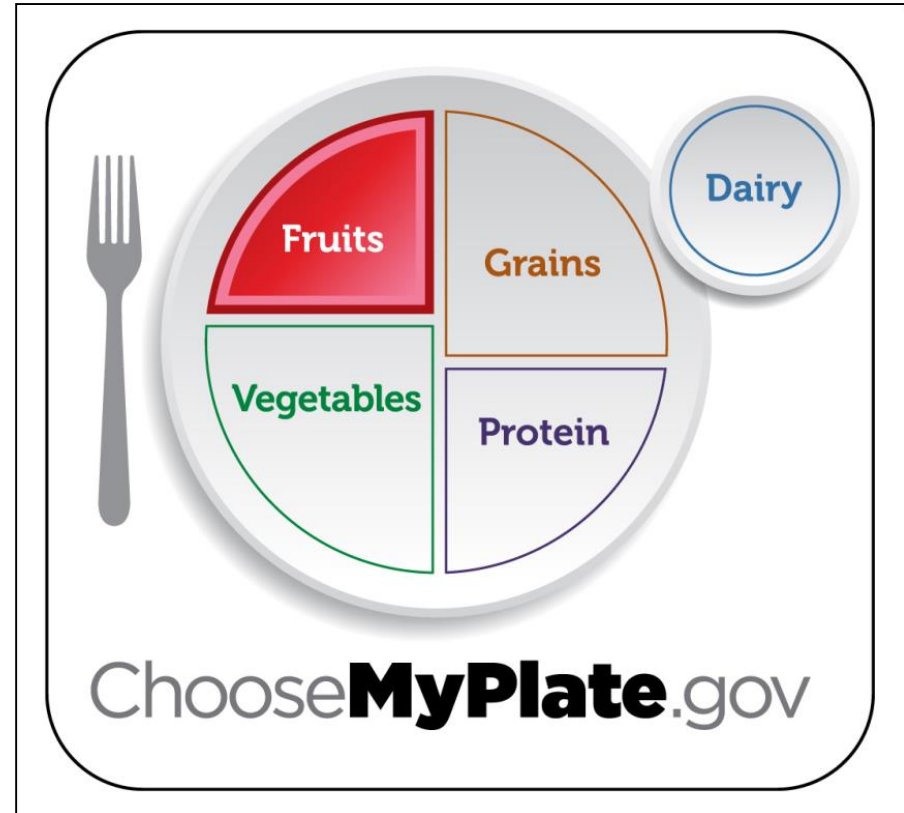 Dairy
Fruits
Grains
Vegetables
Protein
ChooseMyPlate.gov